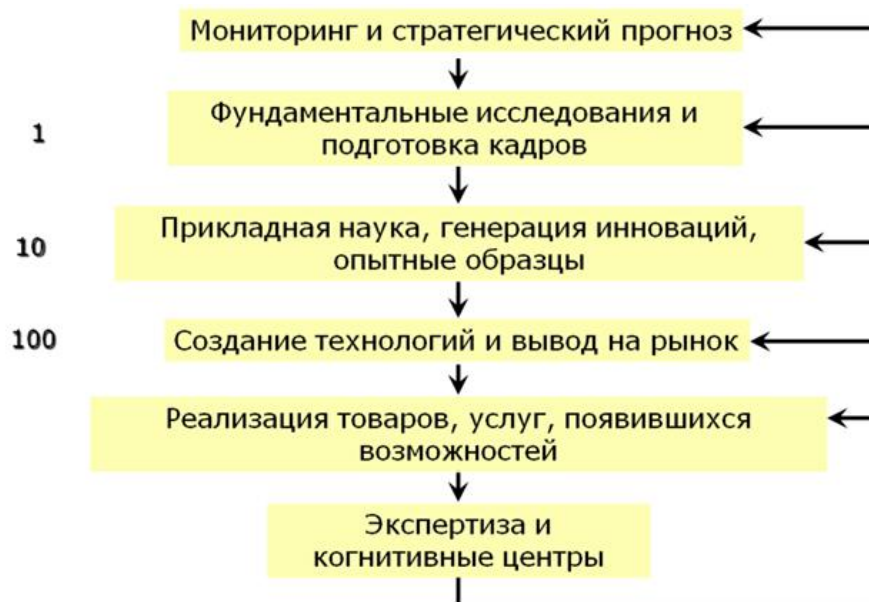 Мониторинг и стратегический прогноз
1
Фундаментальные исследования и
подготовка кадров
10
Прикладная наука, генерация инноваций,
опытные образцы
100
Создание технологий и вывод на рынок
Реализация товаров, услуг, появившихся
возможностей
Экспертиза и
когнитивные центры